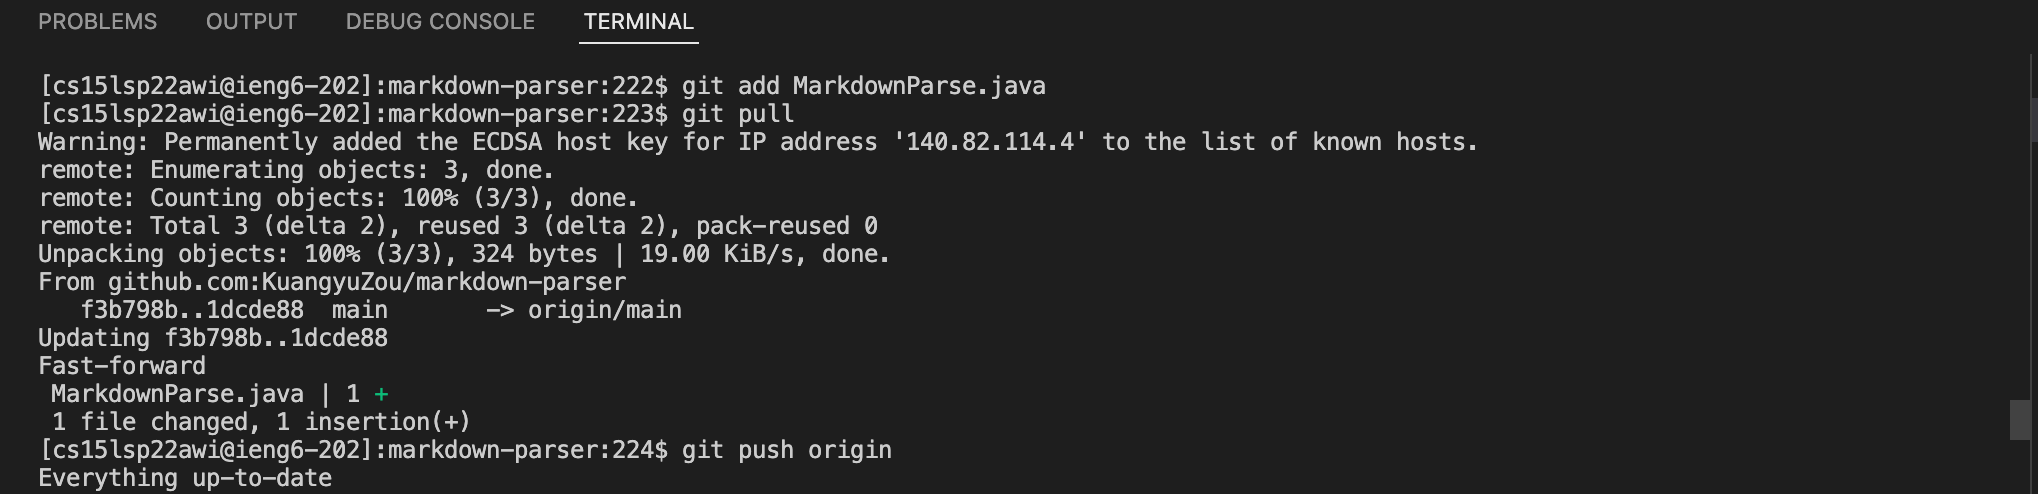 PROBLEMS OUTPUT DEBUG CONSOLE TERMINAL
[cs15lsp22awi@ieng6-202]:markdown-parser:222$ git add MarkdownParse.java
[cs15lsp22awi@ieng6-202]:markdown-parser:223$ git pull
Warning: Permanently added the ECDSA host key for IP address '140.82.114.4' to the list of known hosts.
remote: Enumerating objects: 3, done.
remote: Counting objects: 100% (3/3), done.
remote: Total 3 (delta 2), reused 3 (delta 2), pack-reused 0
Unpacking objects: 100% (3/3), 324 bytes | 19.00 KiB/s, done.
From github.com:KuangyuZou/markdown-parser
   f3b798b..1dcde88  main       -> origin/main
Updating f3b798b..1dcde88
Fast-forward
 MarkdownParse.java | 1 +
 1 file changed, 1 insertion(+)
[cs15lsp22awi@ieng6-202]:markdown-parser:224$ git push origin
Everything up-to-date